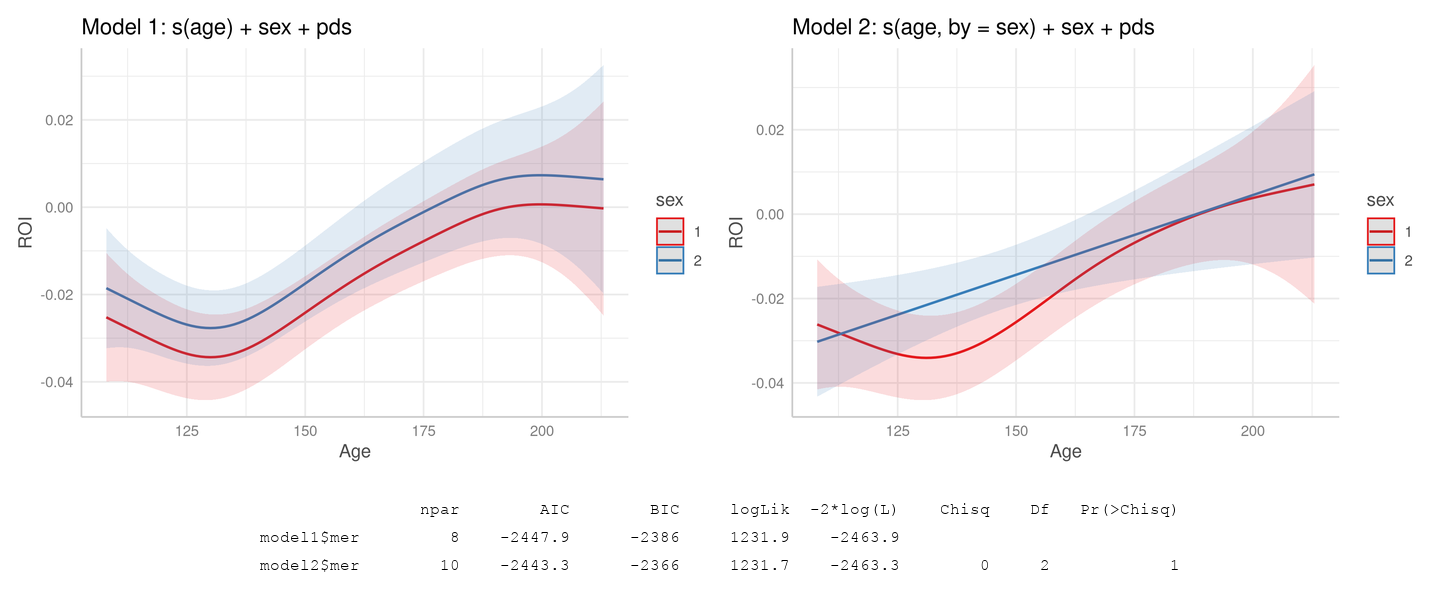 Model 1: s(age) + sex + pds
ROI
0.02
0.00
-0.02
-0.04
125 150 175 200
Age
sex
1
2
Model 2: s(age, by = sex) + sex + pds
ROI
0.02
0.00
-0.02
-0.04
125 150 175 200
Age
sex
1
2
npar AIC BIC logLik -2*log(L) Chisq Df Pr(>Chisq)
model1$mer 8 -2447.9 -2386 1231.9 -2463.9
model2$mer 10 -2443.3 -2366 1231.7 -2463.3 0 2 1